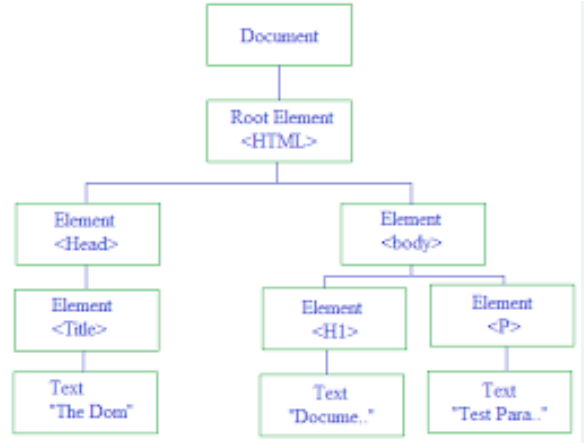 Document
Root Element
<HTML>
Element
<Head>
Element
<body>
Element
<Title>
Element
<H1>
Element
<P>
Text
"The Dom"
Text
"Docume.."
Text
"Test Para.."